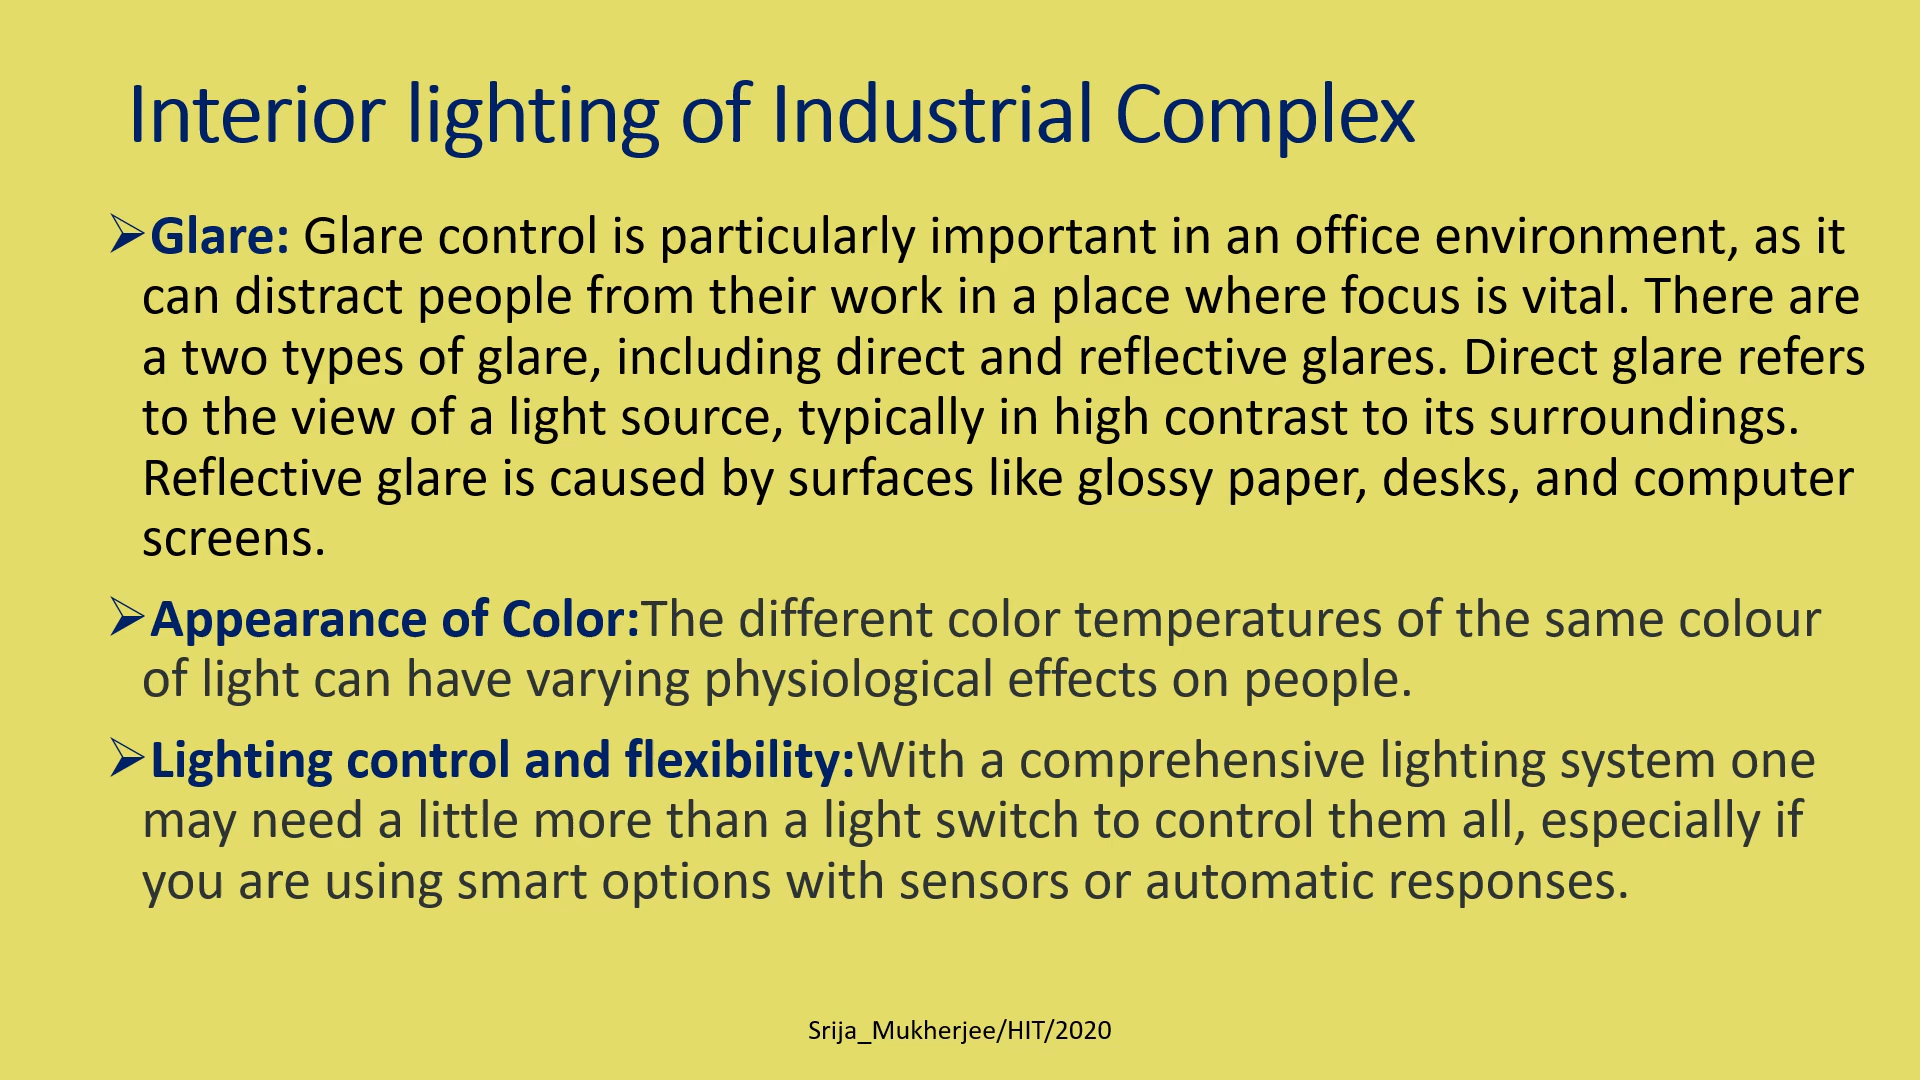 Interior lighting of Industrial Complex
➢Glare: Glare control is particularly important in an office environment, as it
can distract people from their work in a place where focus is vital. There are
a two types of glare, including direct and reflective glares. Direct glare refers
to the view of a light source, typically in high contrast to its surroundings.
Reflective glare is caused by surfaces like glossy paper, desks, and computer
screens.
➢Appearance of Color:The different color temperatures of the same colour
of light can have varying physiological effects on people.
➢Lighting control and flexibility:With a comprehensive lighting system one
may need a little more than a light switch to control them all, especially if
you are using smart options with sensors or automatic responses.
Srija_Mukherjee/HIT/2020